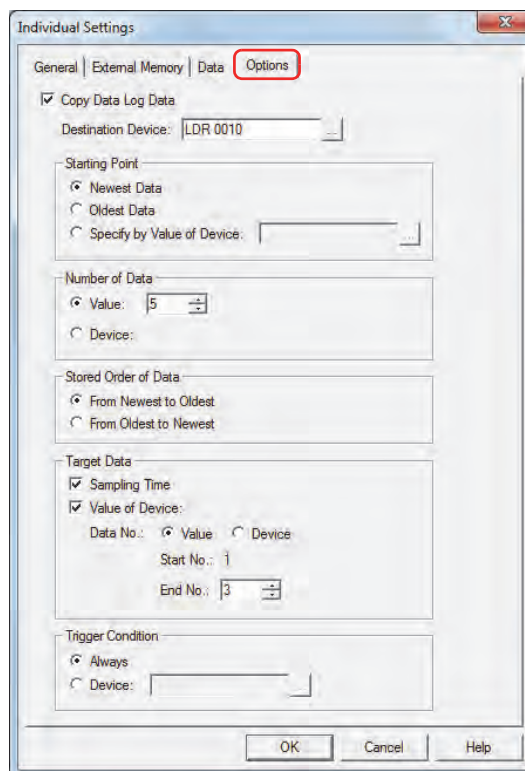 Individual Settings
General External Memory Data Options
Copy Data Log Data
Destination Device: LDR 0010 ...
Starting Point
Newest Data
Oldest Data
Specify by Value of Device: ...
Number of Data
Value: 5
Device:
Stored Order of Data
From Newest to Oldest
From Oldest to Newest
Target Data
Sampling Time
Value of Device:
Data No.: Value Device
Start No.: 1
End No.: 3
Trigger Condition
Always
Device: ...
OK Cancel Help